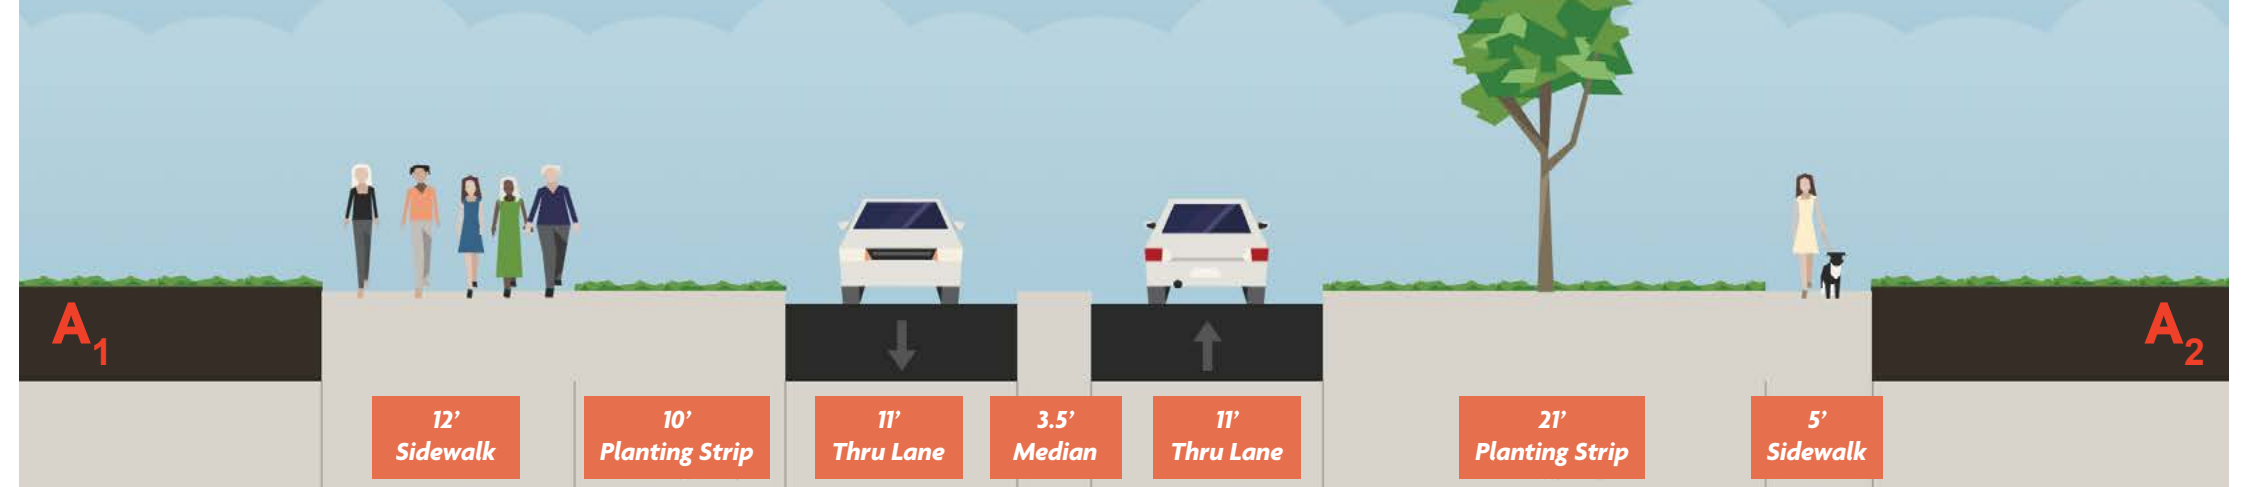 A1
A2
12’
Sidewalk
10’
Planting Strip
11’
Thru Lane
3.5’
Median
11’
Thru Lane
21’
Planting Strip
5’
Sidewalk